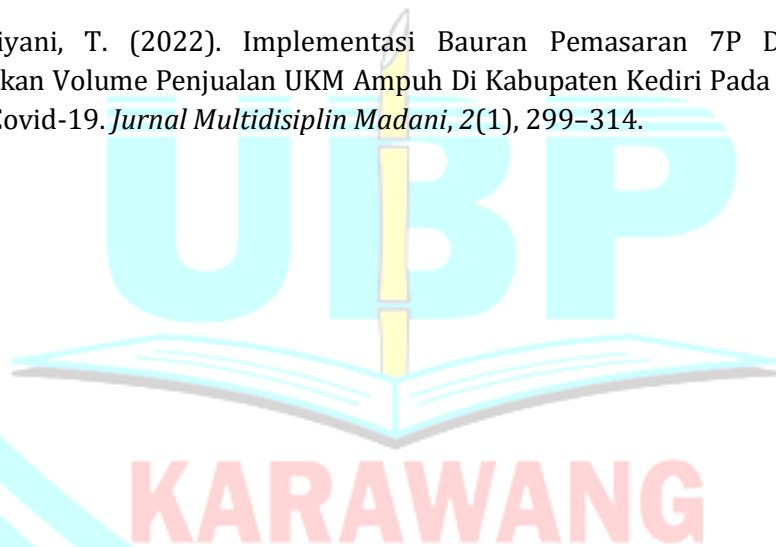 iyani, T. (2022). Implementasi Bauran Pemasaran 7P D
kan Volume Penjualan UKM Ampuh Di Kabupaten Kediri Pada
Covid-19. Jurnal Multidisiplin Madani, 2(1), 299–314.
UBP
KARAWANG